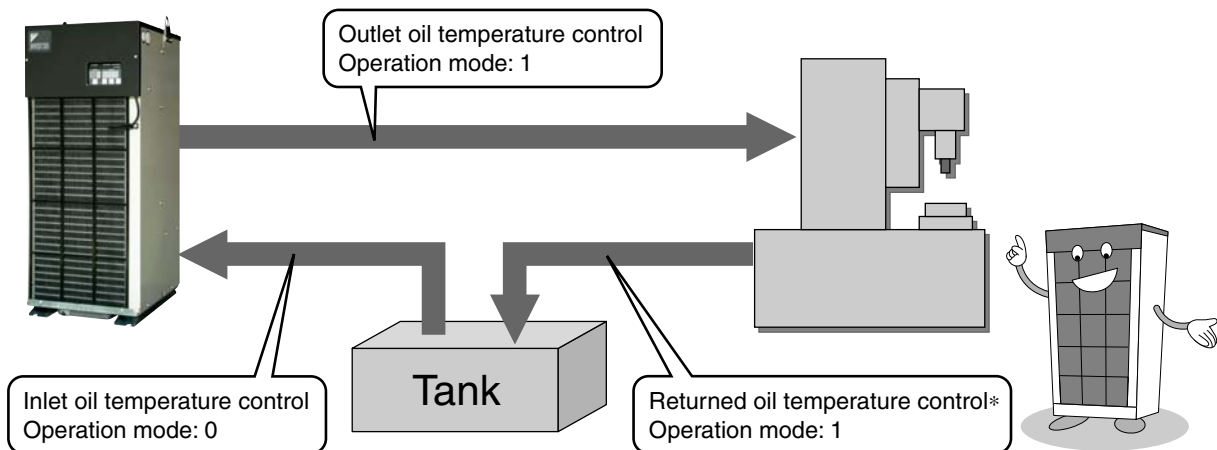 Outlet oil temperature control
Operation mode: 1
Inlet oil temperature control
Operation mode: 0
Tank
Returned oil temperature control*
Operation mode: 1